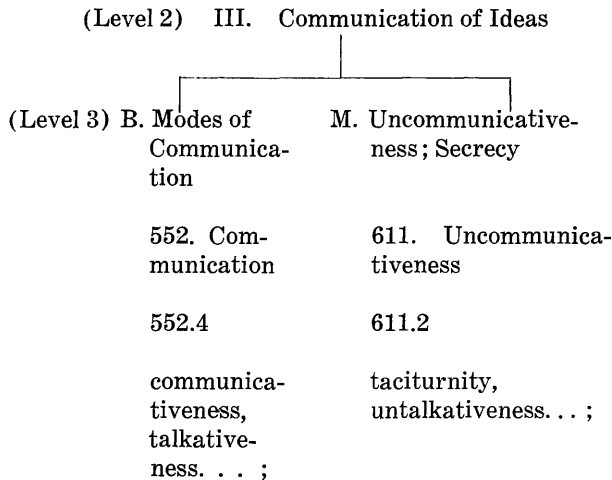 (Level 2) III. Communication of Ideas
(Level 3) B. Modes of
Communica-
tion
M. Uncommunicative-
ness; Secrecy
552. Com-
munication
611. Uncommunica-
tiveness
552.4
611.2
communica-
tiveness,
talkative-
ness. . . ;
taciturnity,
untalkativeness. . . ;